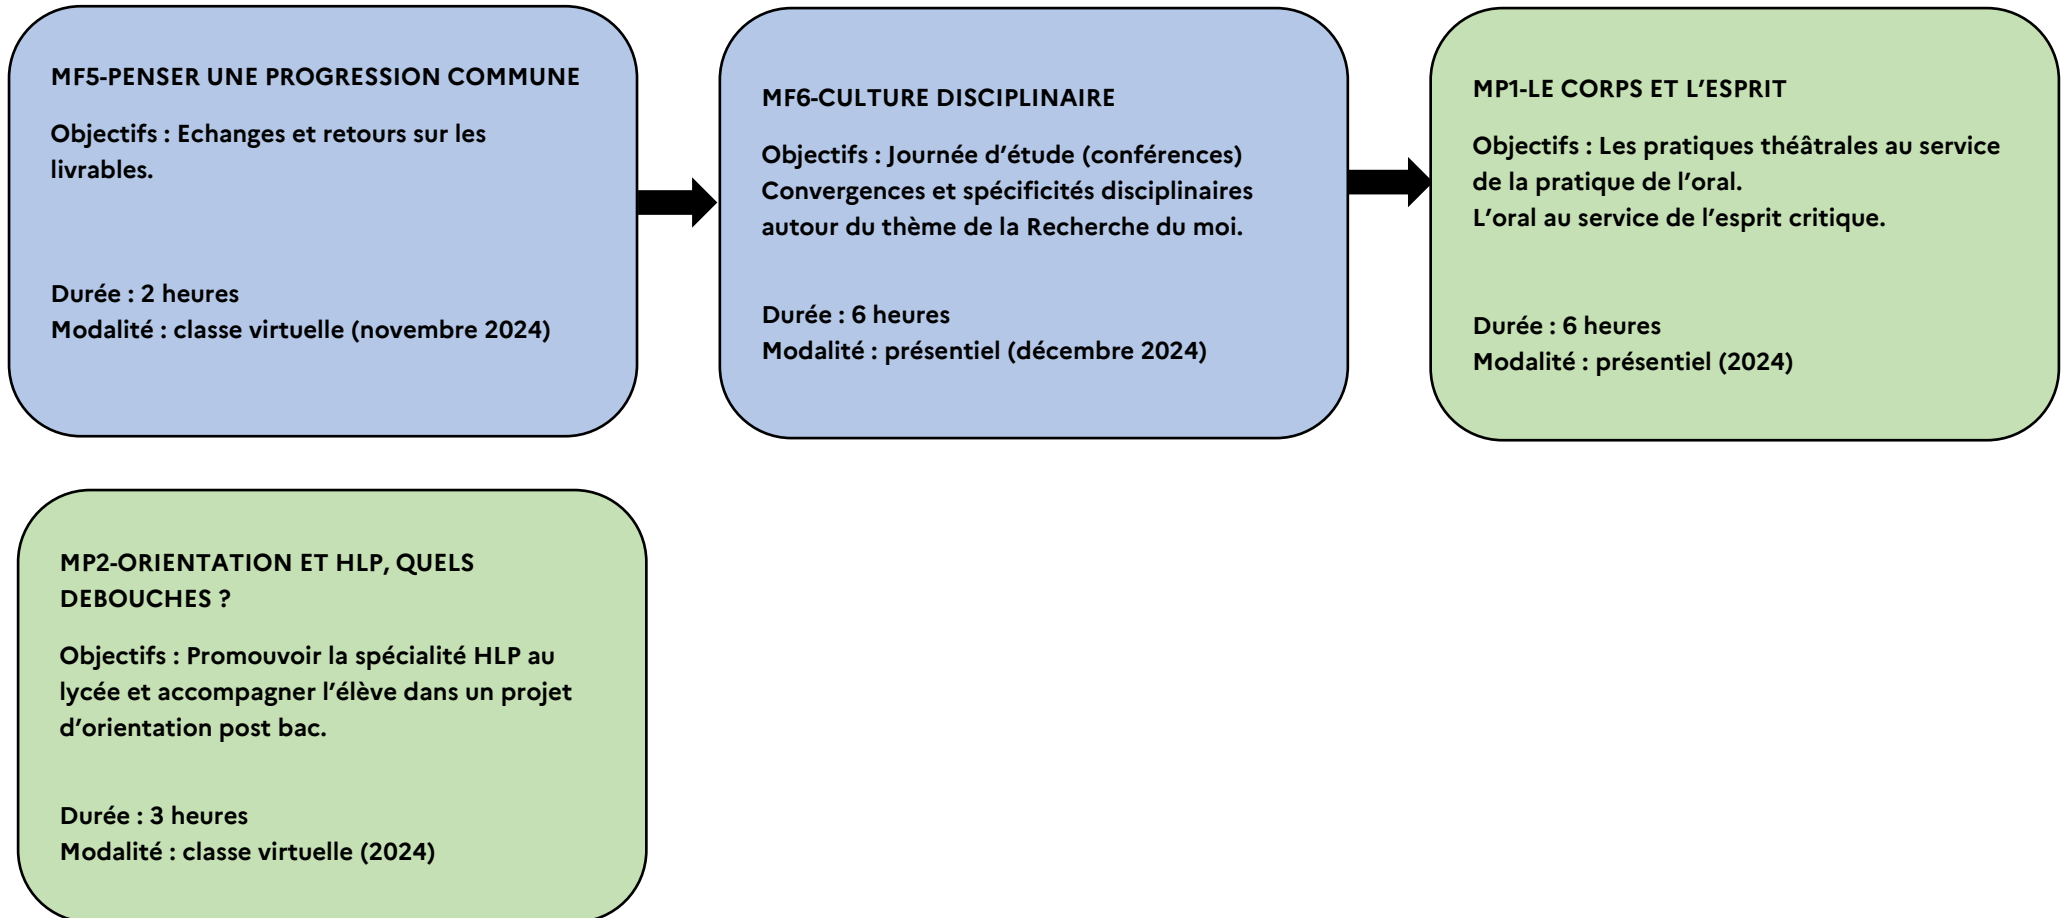 MF5-PENSER UNE PROGRESSION COMMUNE
Objectifs : Echanges et retours sur les
livrables.
Durée : 2 heures
Modalité : classe virtuelle (novembre 2024)
MF6-CULTURE DISCIPLINAIRE
Objectifs : Journée d’étude (conférences)
Convergences et spécificités disciplinaires
autour du thème de la Recherche du moi.
Durée : 6 heures
Modalité : présentiel (décembre 2024)
MP1-LE CORPS ET L’ESPRIT
Objectifs : Les pratiques théâtrales au service
de la pratique de l’oral.
L’oral au service de l’esprit critique.
Durée : 6 heures
Modalité : présentiel (2024)
MP2-ORIENTATION ET HLP, QUELS
DEBOUCHES ?
Objectifs : Promouvoir la spécialité HLP au
lycée et accompagner l’élève dans un projet
d’orientation post bac.
Durée : 3 heures
Modalité : classe virtuelle (2024)